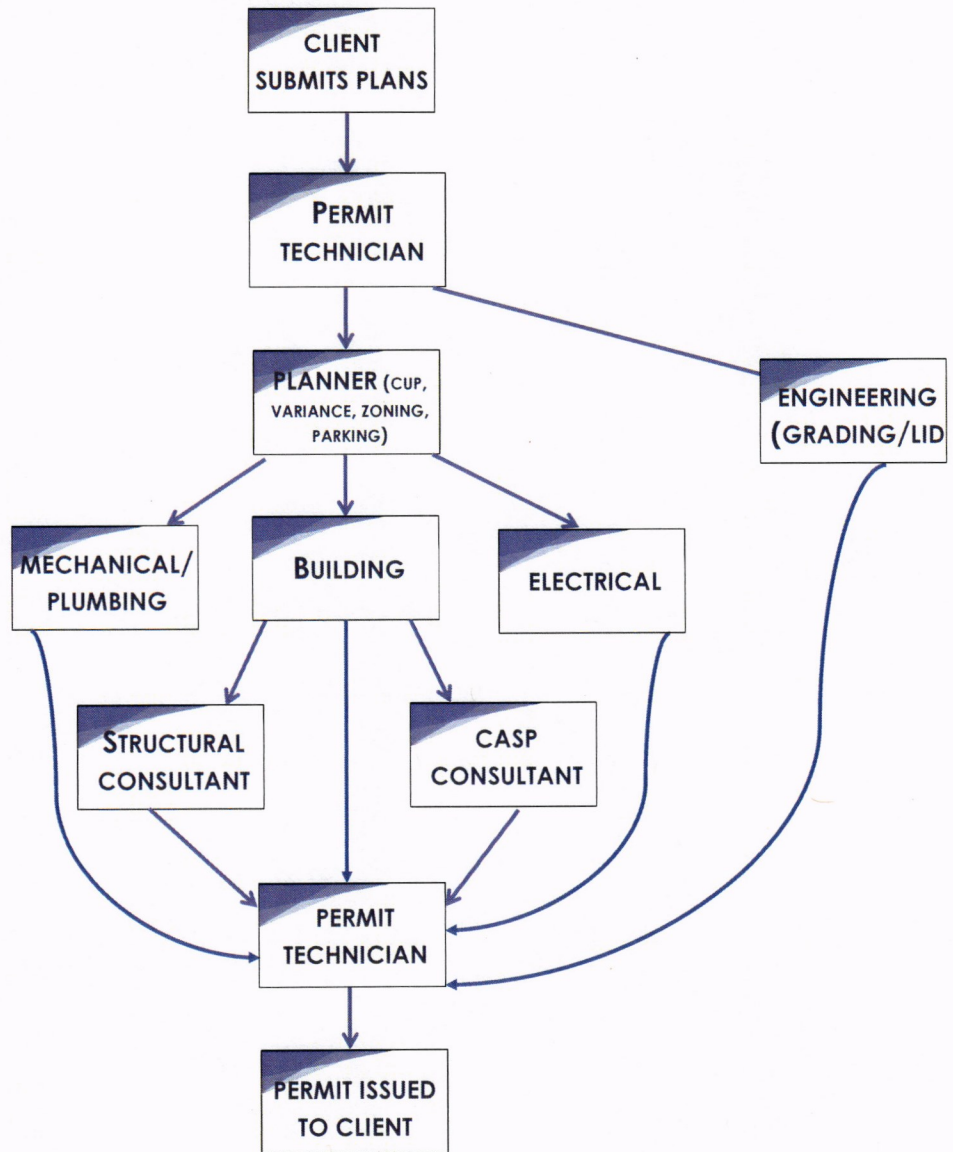 CLIENT
SUBMITS PLANS
PERMIT
TECHNICIAN
PLANNER (CUP,
VARIANCE, ZONING,
PARKING)
ENGINEERING
(GRADING/LID
MECHANICAL/
PLUMBING
BUILDING
ELECTRICAL
STRUCTURAL
CONSULTANT
CASP
CONSULTANT
PERMIT
TECHNICIAN
PERMIT ISSUED
TO CLIENT